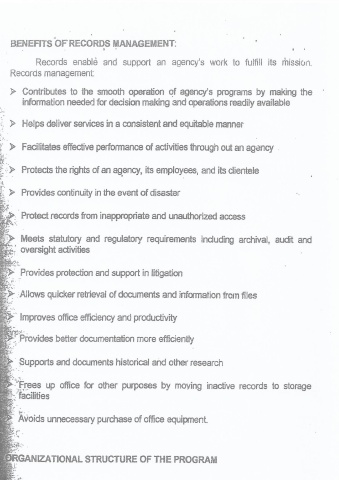 BENEFITS OF RECORDS MANAGEMENT:
Records enable and support an agency's work to fulfill its mission.
Records management:
➢ Contributes to the smooth operation of agency's programs by making the
information needed for decision making and operations readily available
➢ Helps deliver services in a consistent and equitable manner
➢ Facilitates effective performance of activities through out an agency
➢ Protects the rights of an agency, its employees, and its clientele
➢ Provides continuity in the event of disaster
➢ Protect records from inappropriate and unauthorized access
➢ Meets statutory and regulatory requirements including archival, audit and
oversight activities
➢ Provides protection and support in litigation
➢ Allows quicker retrieval of documents and information from files
➢ Improves office efficiency and productivity
➢ Provides better documentation more efficiently
➢ Supports and documents historical and other research
➢ Frees up office for other purposes by moving inactive records to storage
facilities
➢ Avoids unnecessary purchase of office equipment.
ORGANIZATIONAL STRUCTURE OF THE PROGRAM